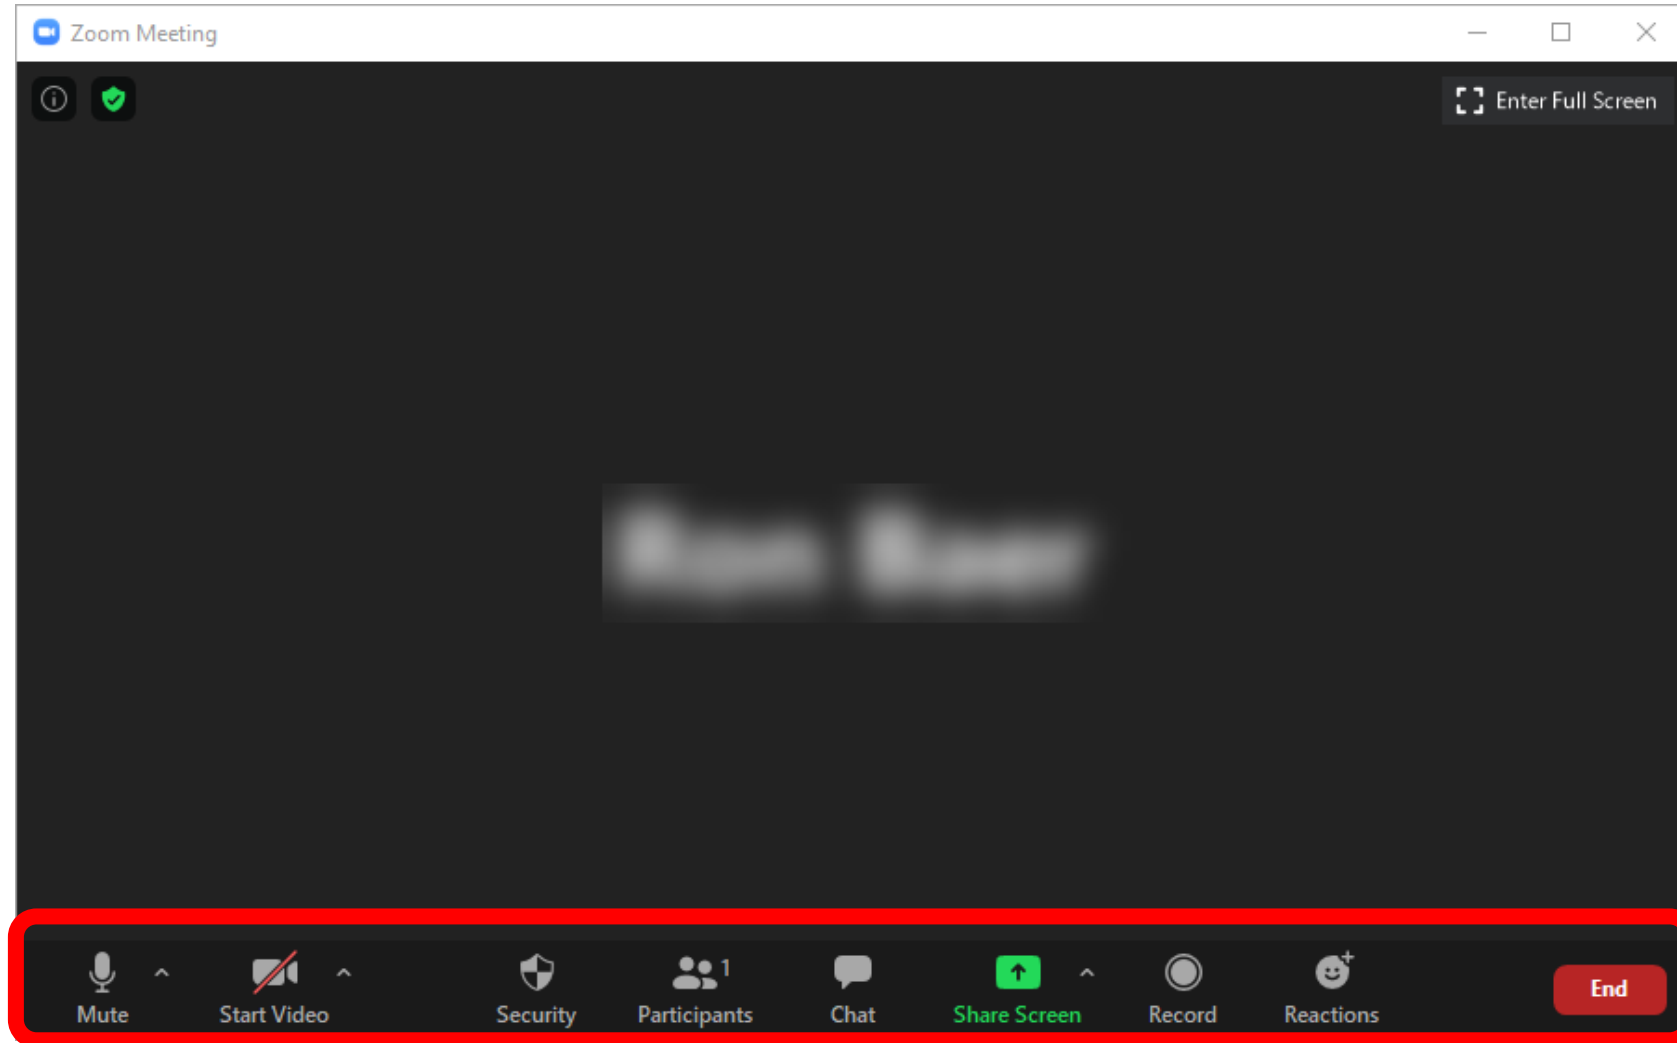 Zoom Meeting
Enter Full Screen
1
Mute Start Video Security Participants Chat Share Screen Record Reactions End